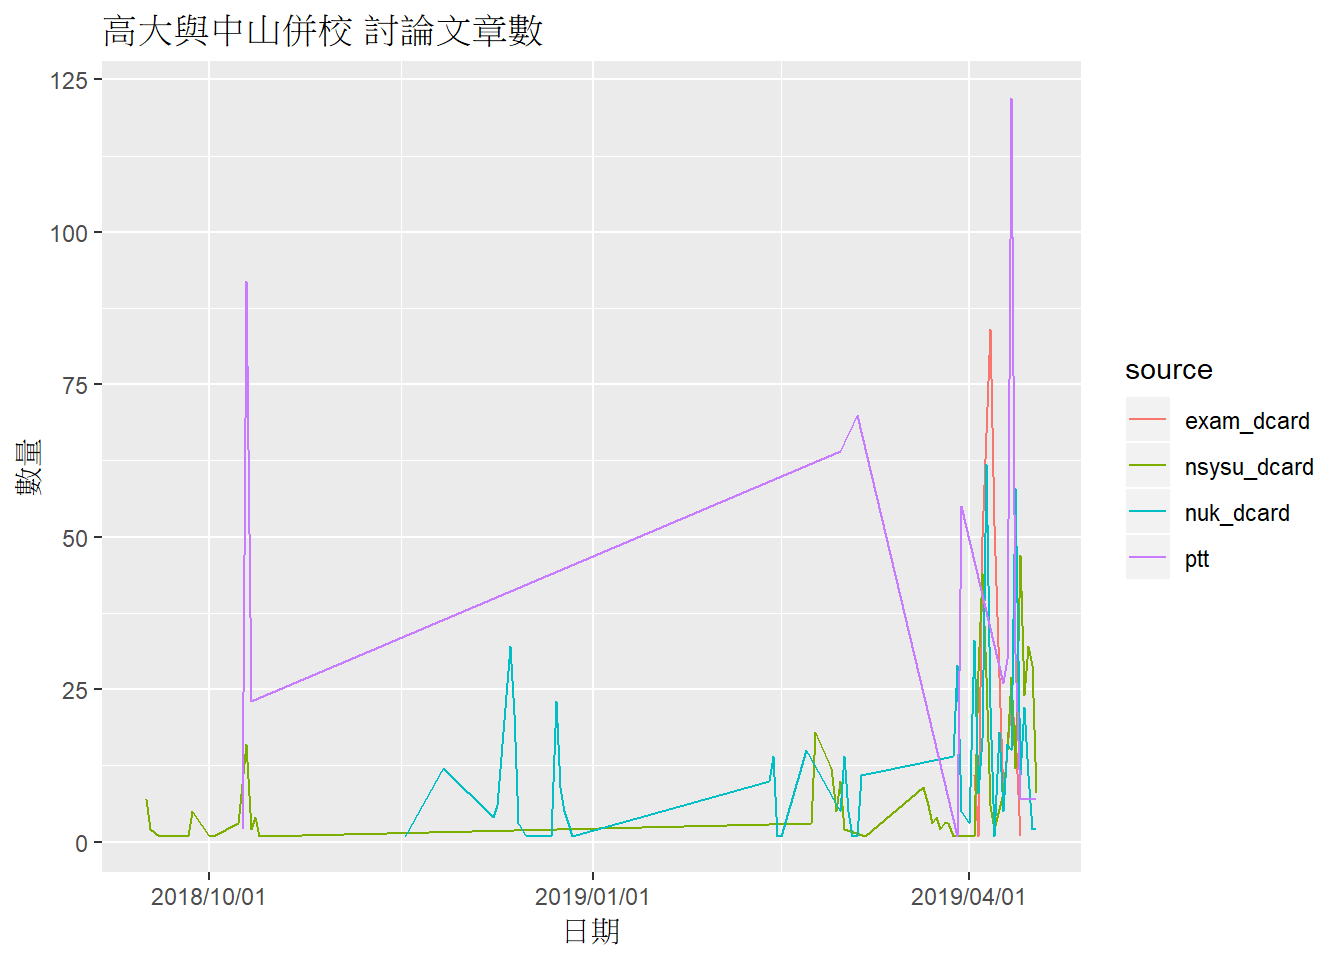 高大與中山併校 討論文章數
125
100
75
50
25
0
數量
2018/10/01
2019/01/01
2019/04/01
日期
source
exam_dcard
nsysu_dcard
nuk_dcard
ptt